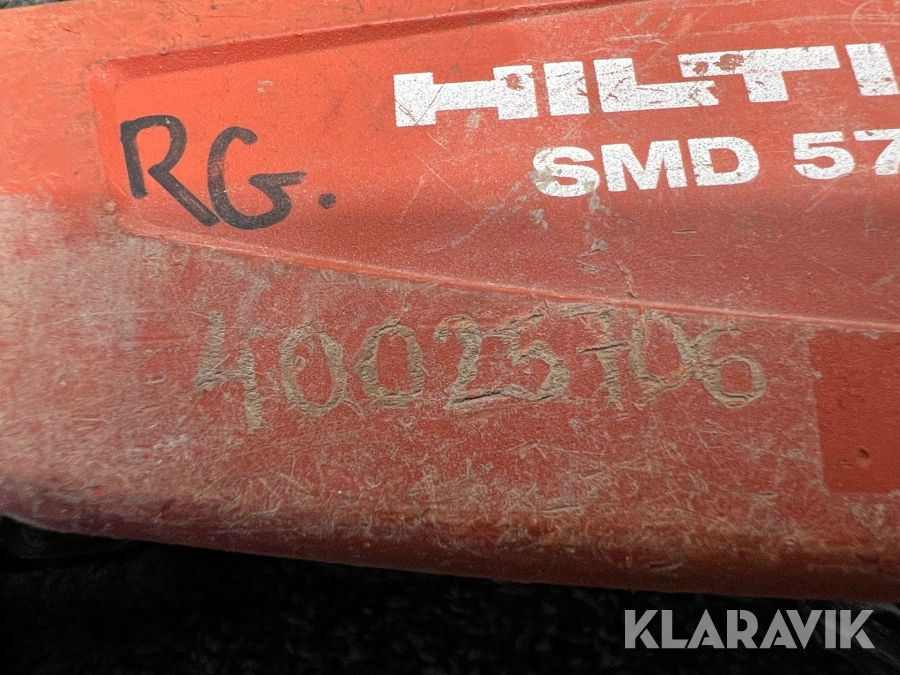 HILTI
SMD 57
RG.
40025706
KLARAVIK